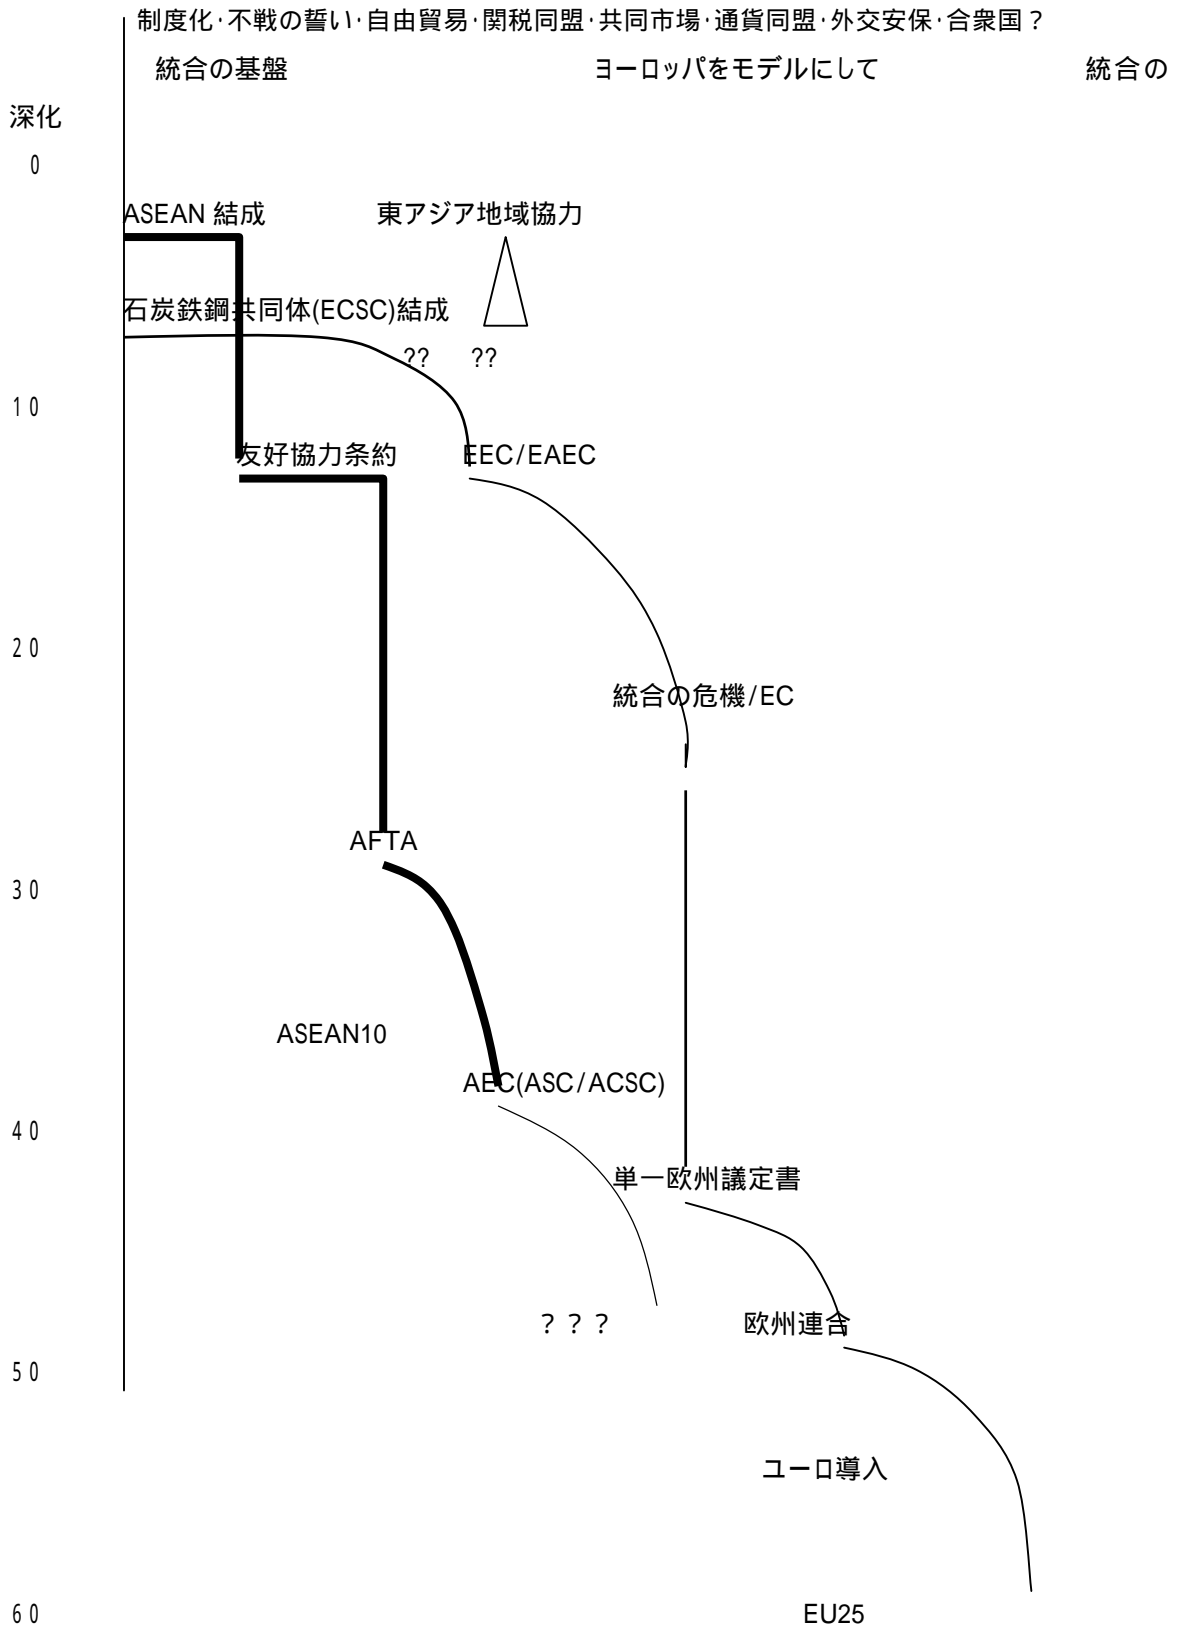 制度化･不戦の誓い･自由貿易･関税同盟･共同市場･通貨同盟･外交安保･合衆国？
統合の基盤 ヨーロッパをモデルにして 統合の
深化
0
ASEAN 結成 東アジア地域協力
石炭鉄鋼共同体(ECSC)結成
?? ??
10
友好協力条約 EEC/EAEC
20
統合の危機/EC
AFTA
30
ASEAN10
AEC(ASC/ACSC)
40
単一欧州議定書
？？？ 欧州連合
50
ユーロ導入
60 EU25